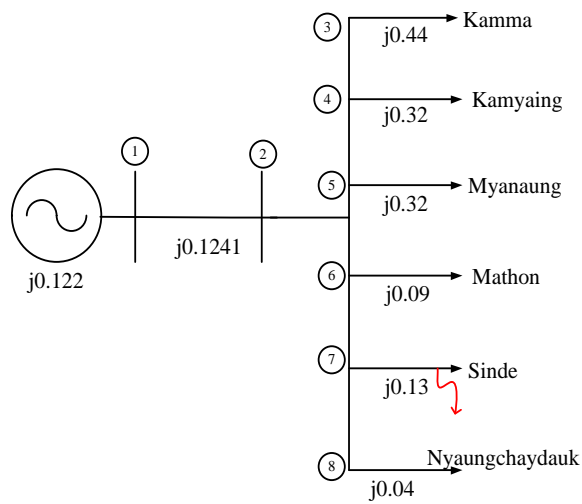 ③ Kamma
j0.44
④ Kamyaing
j0.32
① ②
⑤ Myanaung
j0.32
j0.1241
j0.122
⑥ Mathon
j0.09
⑦ Sinde
j0.13
Nyaungchaydauk
⑧
j0.04